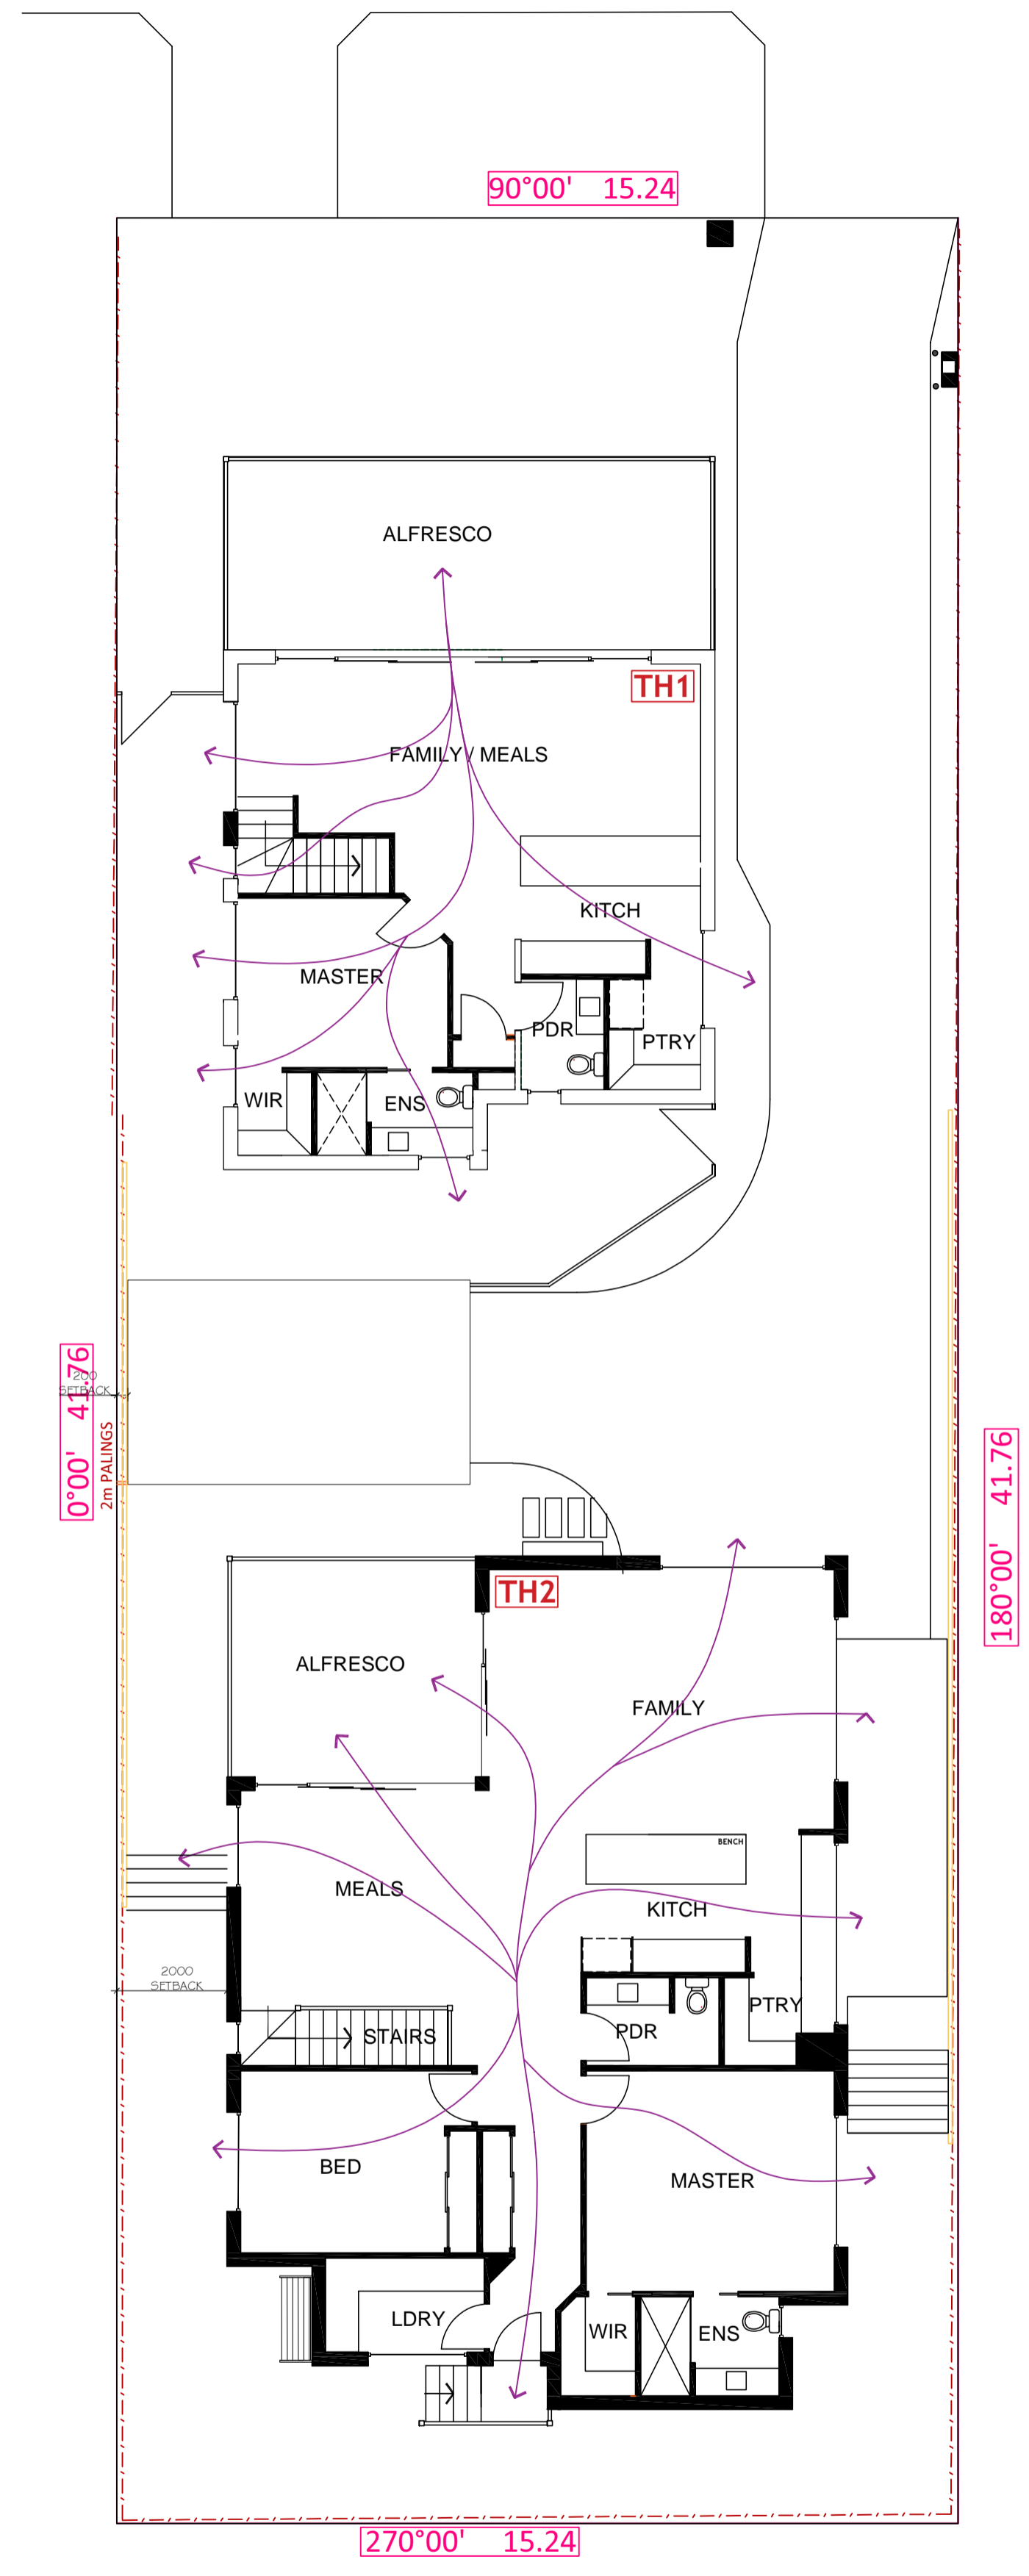 90°00' 15.24
ALFRESCO
TH1
FAMILY / MEALS
KITCH
MASTER
PDR
PTRY
WIR
ENS
0°00' 41.76
200
SETBACK
2m PALINGS
180°00' 41.76
TH2
ALFRESCO
FAMILY
BENCH
MEALS
KITCH
2000
SETBACK
PTRY
STAIRS
PDR
BED
MASTER
LDRY
WIR
ENS
270°00' 15.24